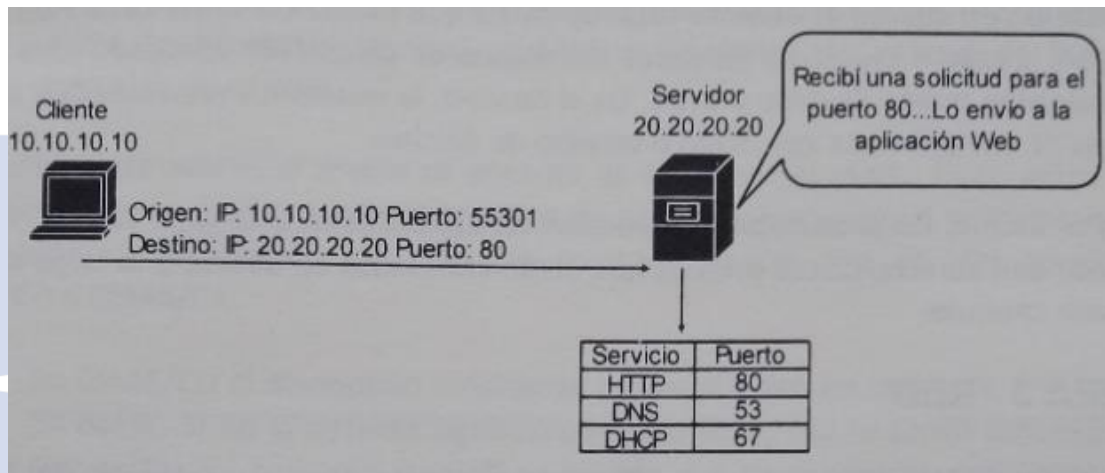 Cliente
10.10.10.10
Origen: IP: 10.10.10.10 Puerto: 55301
Destino: IP: 20.20.20.20 Puerto: 80
Servidor
20.20.20.20
Recibí una solicitud para el
puerto 80...Lo envío a la
aplicación Web
Servicio Puerto
HTTP 80
DNS 53
DHCP 67